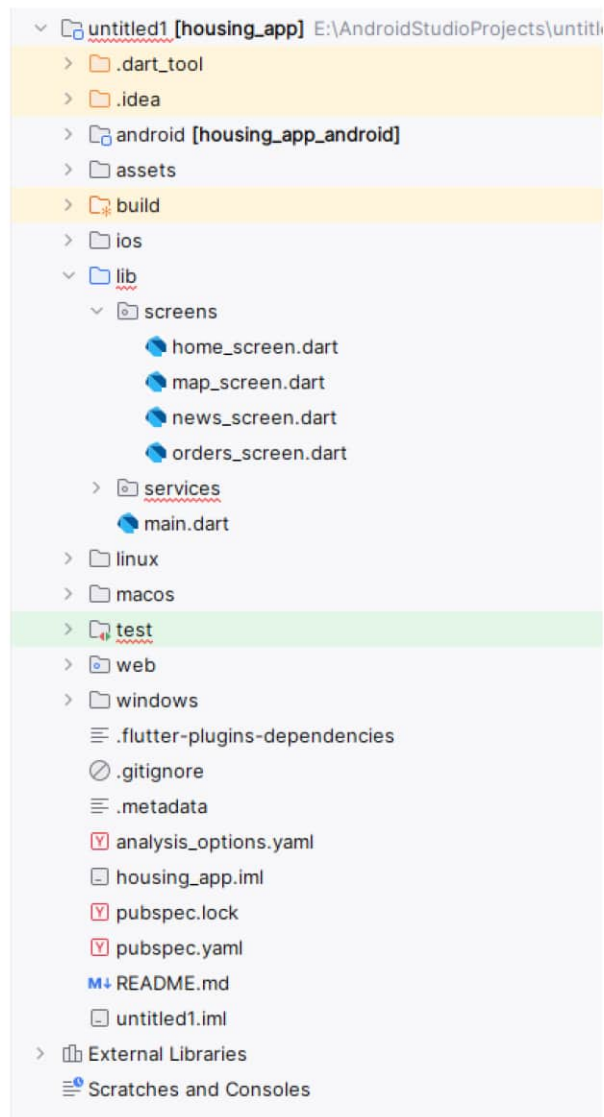 untitled1 [housing_app] E:\AndroidStudioProjects\untitle
.dart_tool
.idea
android [housing_app_android]
assets
build
ios
lib
screens
home_screen.dart
map_screen.dart
news_screen.dart
orders_screen.dart
services
main.dart
linux
macos
test
web
windows
.flutter-plugins-dependencies
.gitignore
.metadata
analysis_options.yaml
housing_app.iml
pubspec.lock
pubspec.yaml
README.md
untitled1.iml
External Libraries
Scratches and Consoles